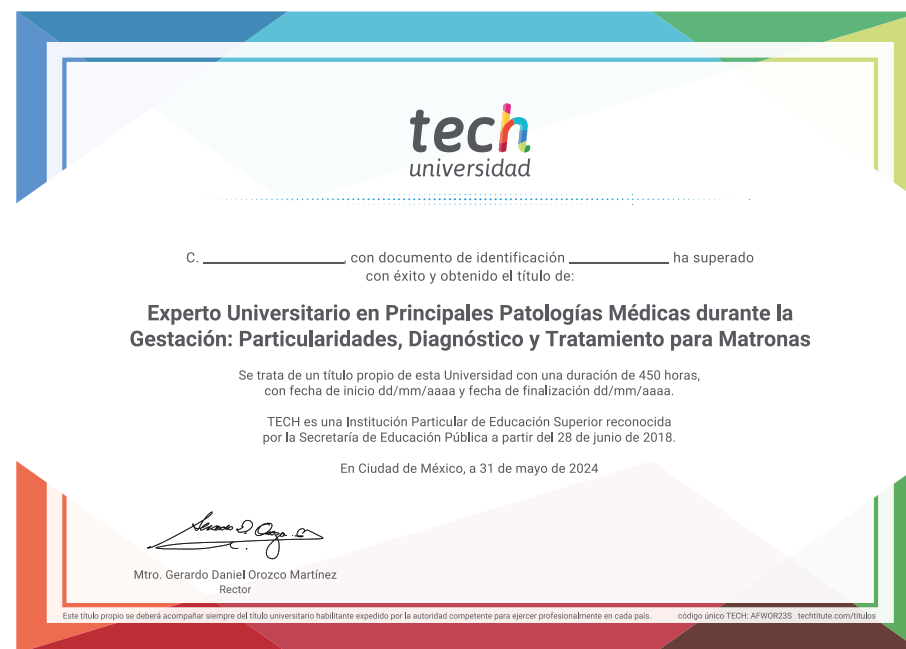 tech
universidad
C. ____________, con documento de identificación ____________ ha superado
con éxito y obtenido el título de:
Experto Universitario en Principales Patologías Médicas durante la
Gestación: Particularidades, Diagnóstico y Tratamiento para Matronas
Se trata de un título propio de esta Universidad con una duración de 450 horas,
con fecha de inicio dd/mm/aaaa y fecha de finalización dd/mm/aaaa.
TECH es una Institución Particular de Educación Superior reconocida
por la Secretaría de Educación Pública a partir del 28 de junio de 2018.
En Ciudad de México, a 31 de mayo de 2024
Mtro. Gerardo Daniel Orozco Martínez
Rector
Este título propio se deberá acompañar siempre del título universitario habilitante expedido por la autoridad competente para ejercer profesionalmente en cada país. código único TECH: AFWOR23S techtitute.com/titulos